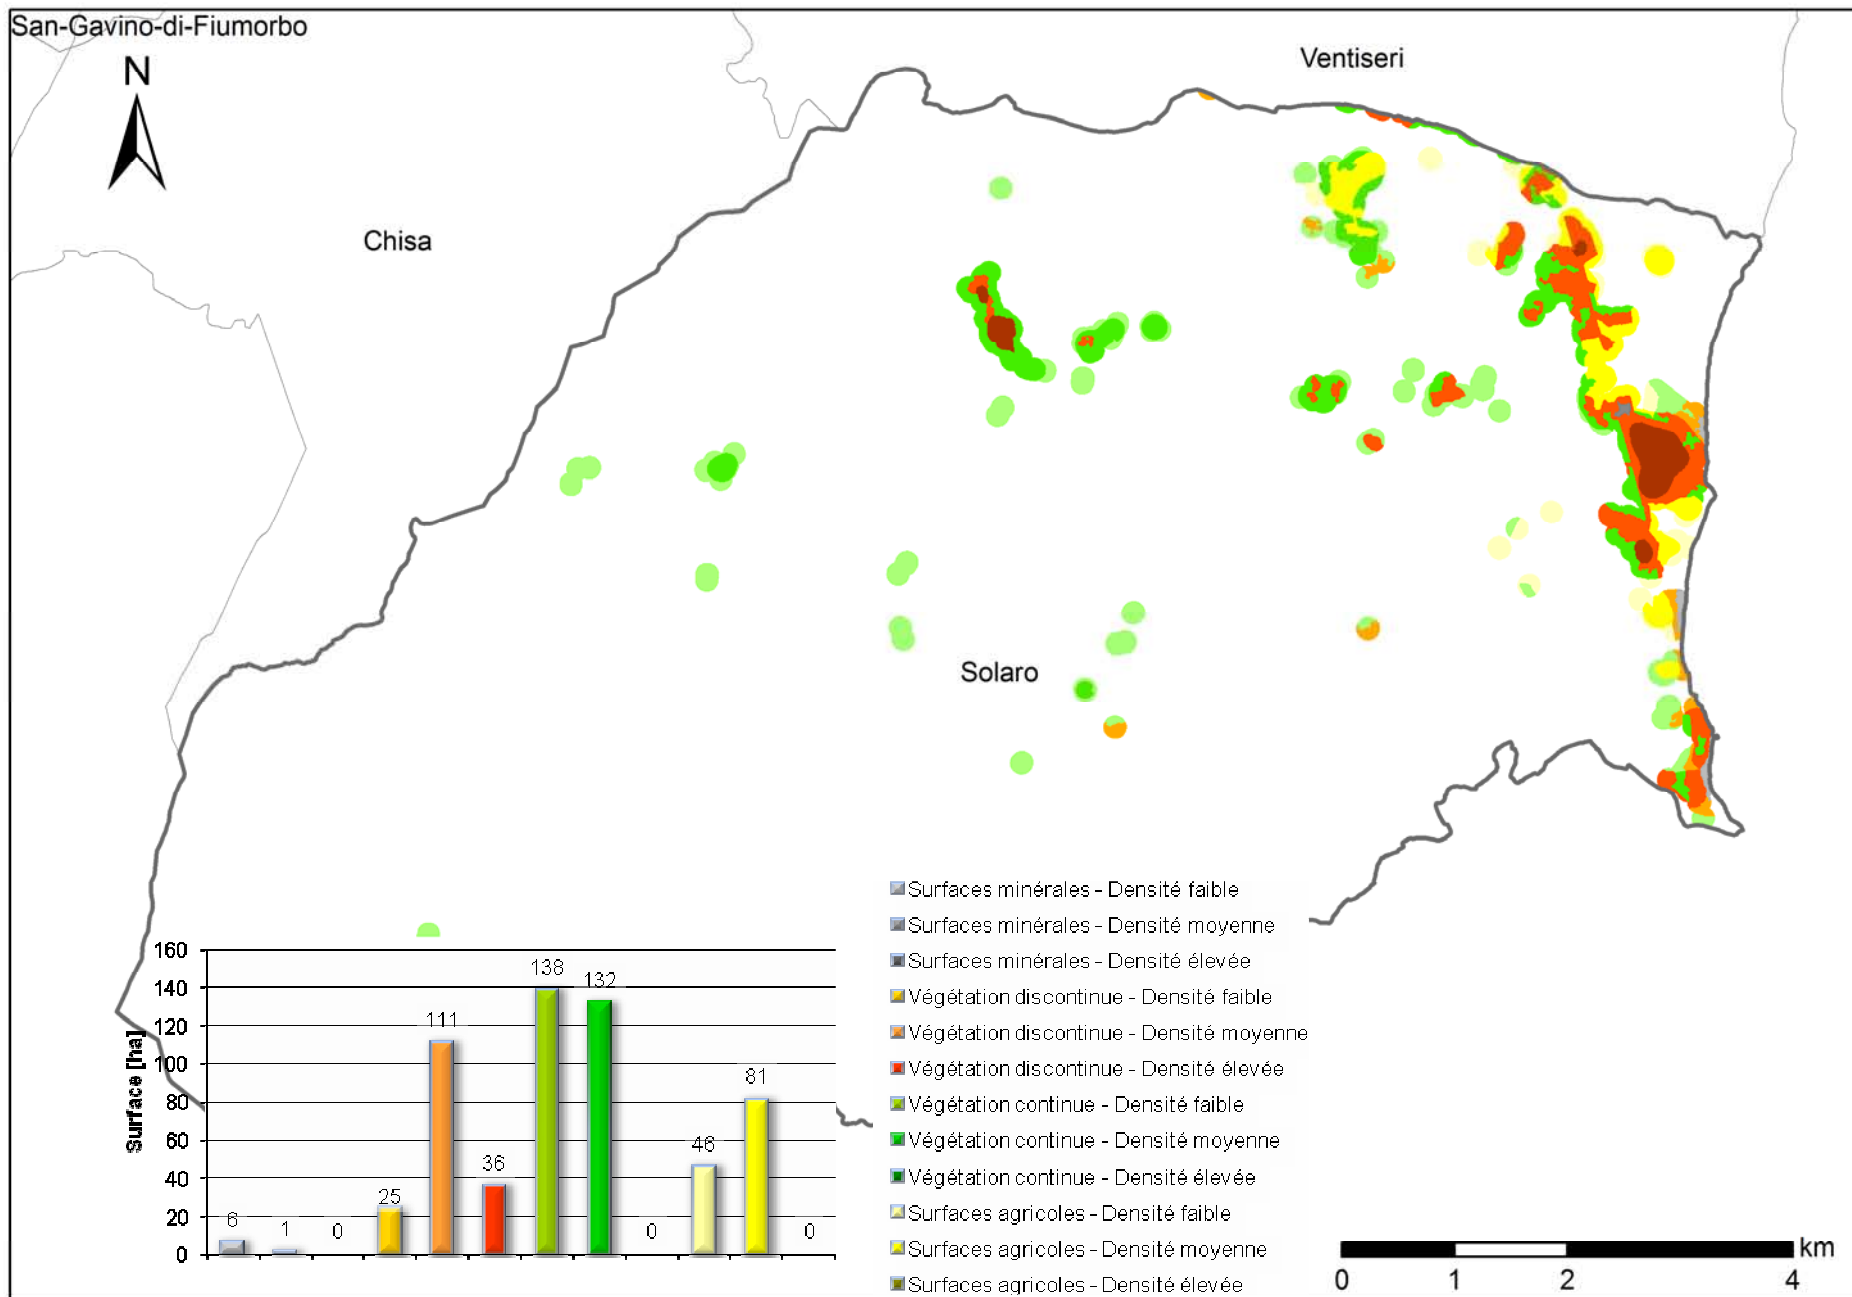 San-Gavino-di-Fiumorbo
N
Ventiseri
Chisa
Solaro
Surface [ha]
160
140
120
100
80
60
40
20
0
6
1
0
25
111
36
138
132
0
46
81
0
Surfaces minérales - Densité faible
Surfaces minérales - Densité moyenne
Surfaces minérales - Densité élevée
Végétation discontinue - Densité faible
Végétation discontinue - Densité moyenne
Végétation discontinue - Densité élevée
Végétation continue - Densité faible
Végétation continue - Densité moyenne
Végétation continue - Densité élevée
Surfaces agricoles - Densité faible
Surfaces agricoles - Densité moyenne
Surfaces agricoles - Densité élevée
km
0 1 2 4